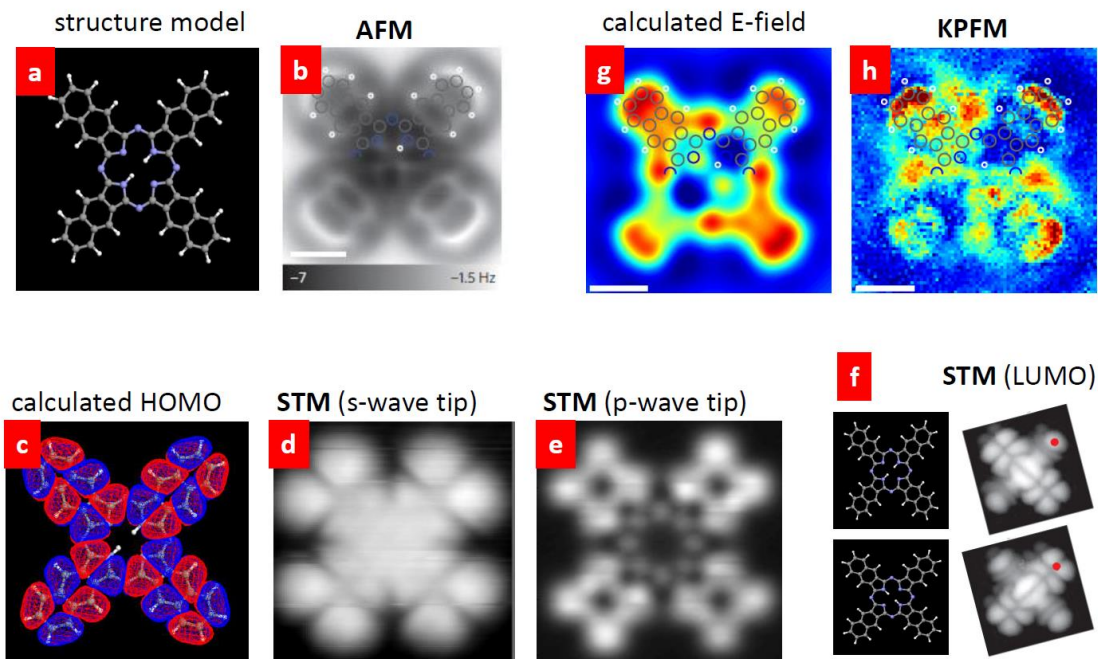 structure model
AFM
calculated E-field
KPFM
a
b
g
h
−7
−1.5 Hz
calculated HOMO
STM (s-wave tip)
STM (p-wave tip)
f
STM (LUMO)
c
d
e